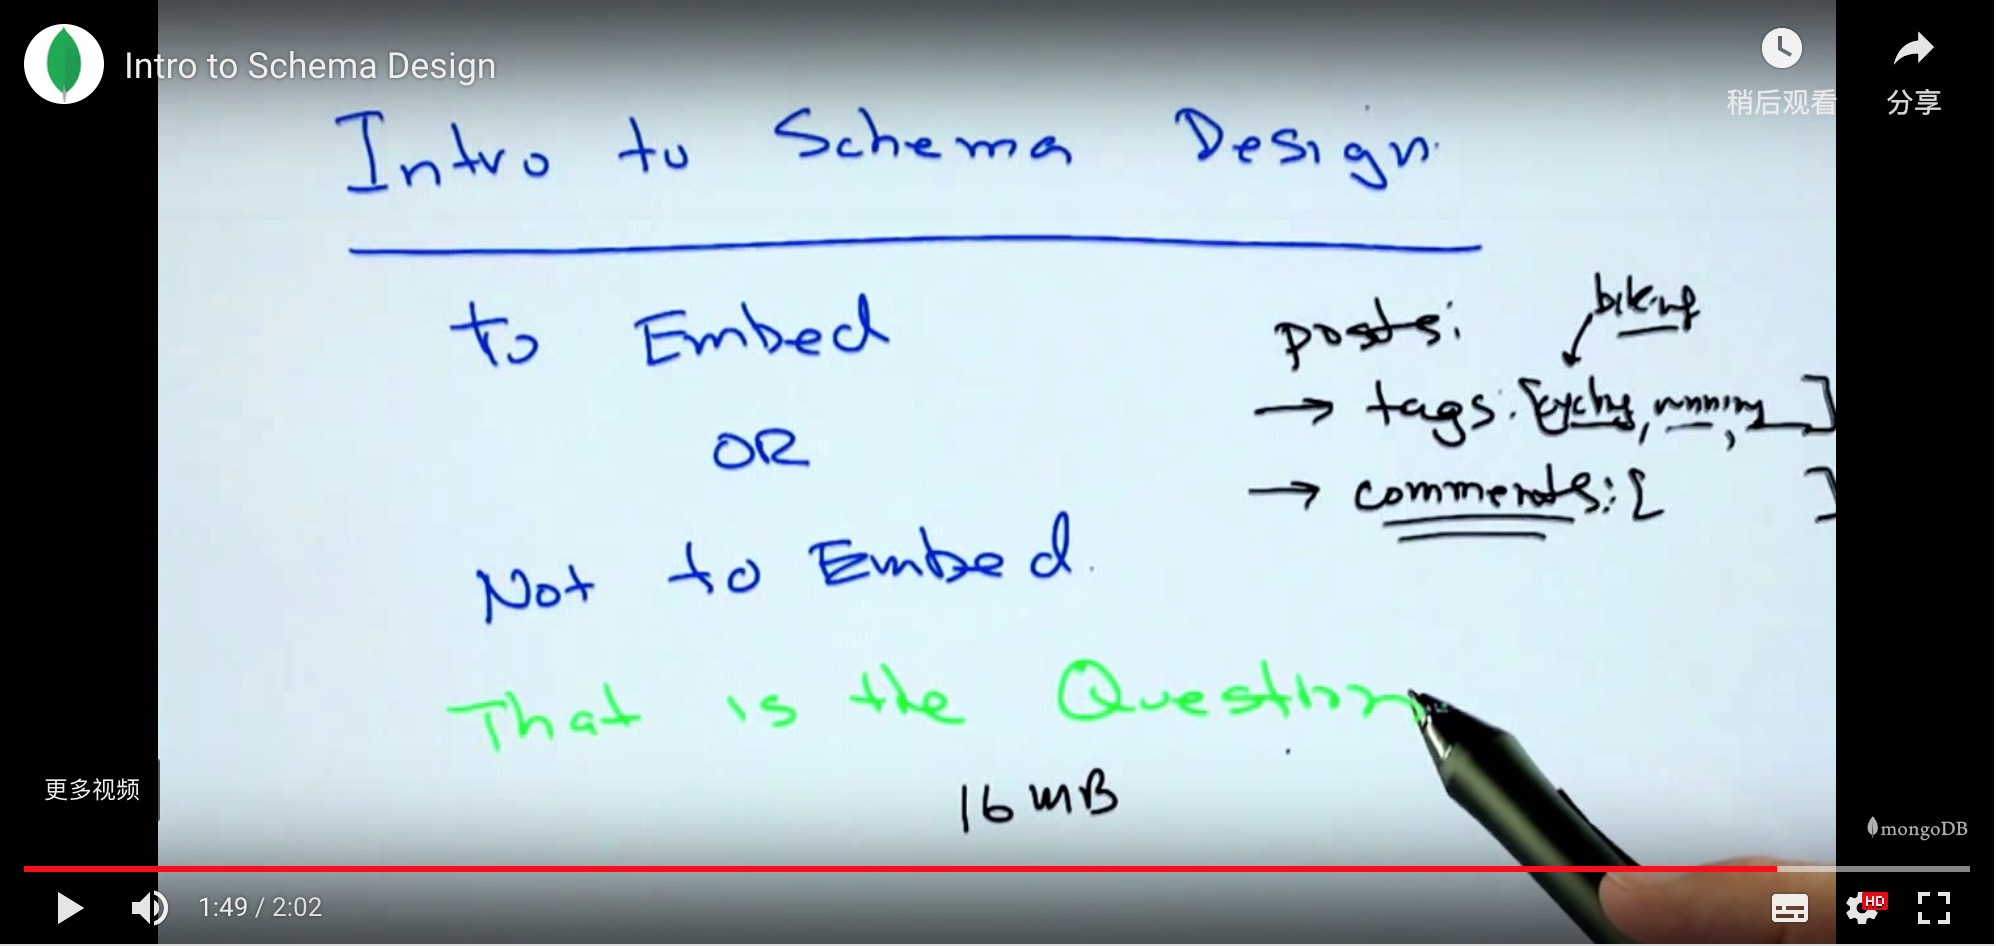 Intro to Schema Design
稍后观看
分享
Intro to Schema Design
to Embed
OR
Not to Embed.
That is the Question
16 MB
biking
posts:
→ tags: [cycling, running, ]
→ comments: [ ]
更多视频
mongoDB
1:49 / 2:02
HD